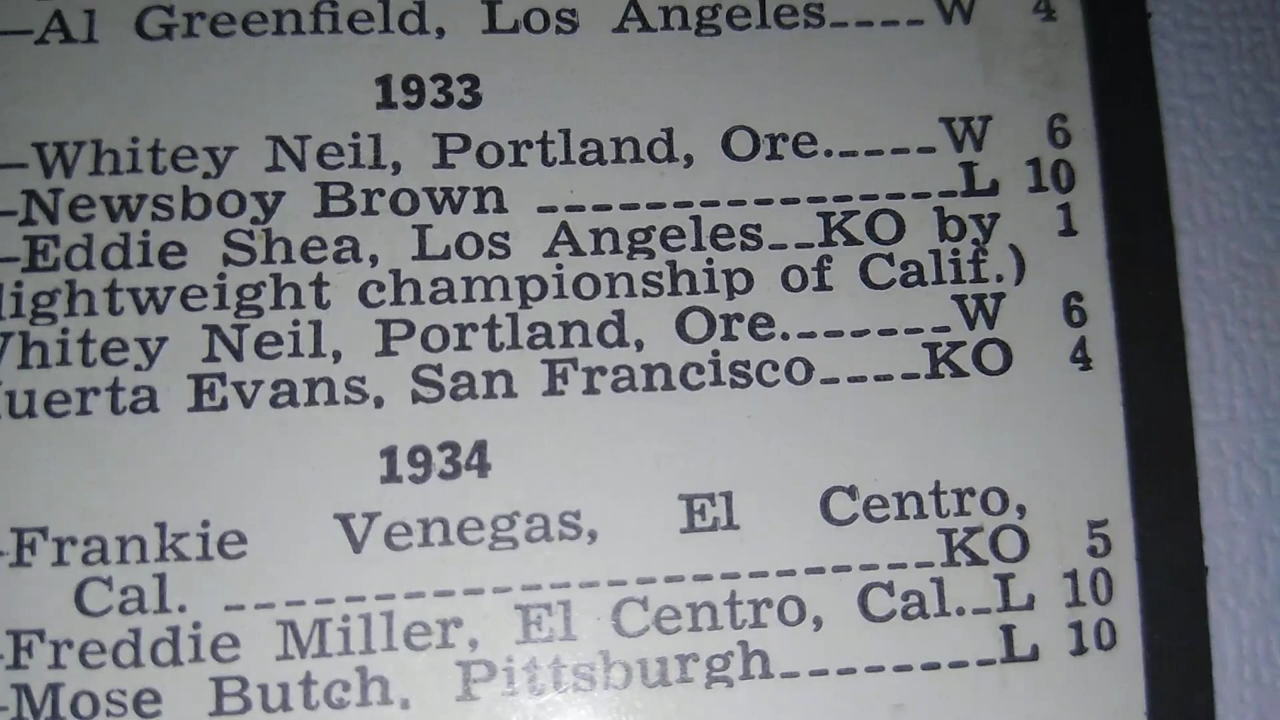 —Al Greenfield, Los Angeles----W 4
1933
—Whitey Neil, Portland, Ore.-----W 6
—Newsboy Brown ----------------L 10
—Eddie Shea, Los Angeles--KO by 1
lightweight championship of Calif.)
Whitey Neil, Portland, Ore.-------W 6
uerta Evans, San Francisco----KO 4
1934
-Frankie Venegas, El Centro,
Cal. --------------------------KO 5
-Freddie Miller, El Centro, Cal.--L 10
-Mose Butch, Pittsburgh--------L 10